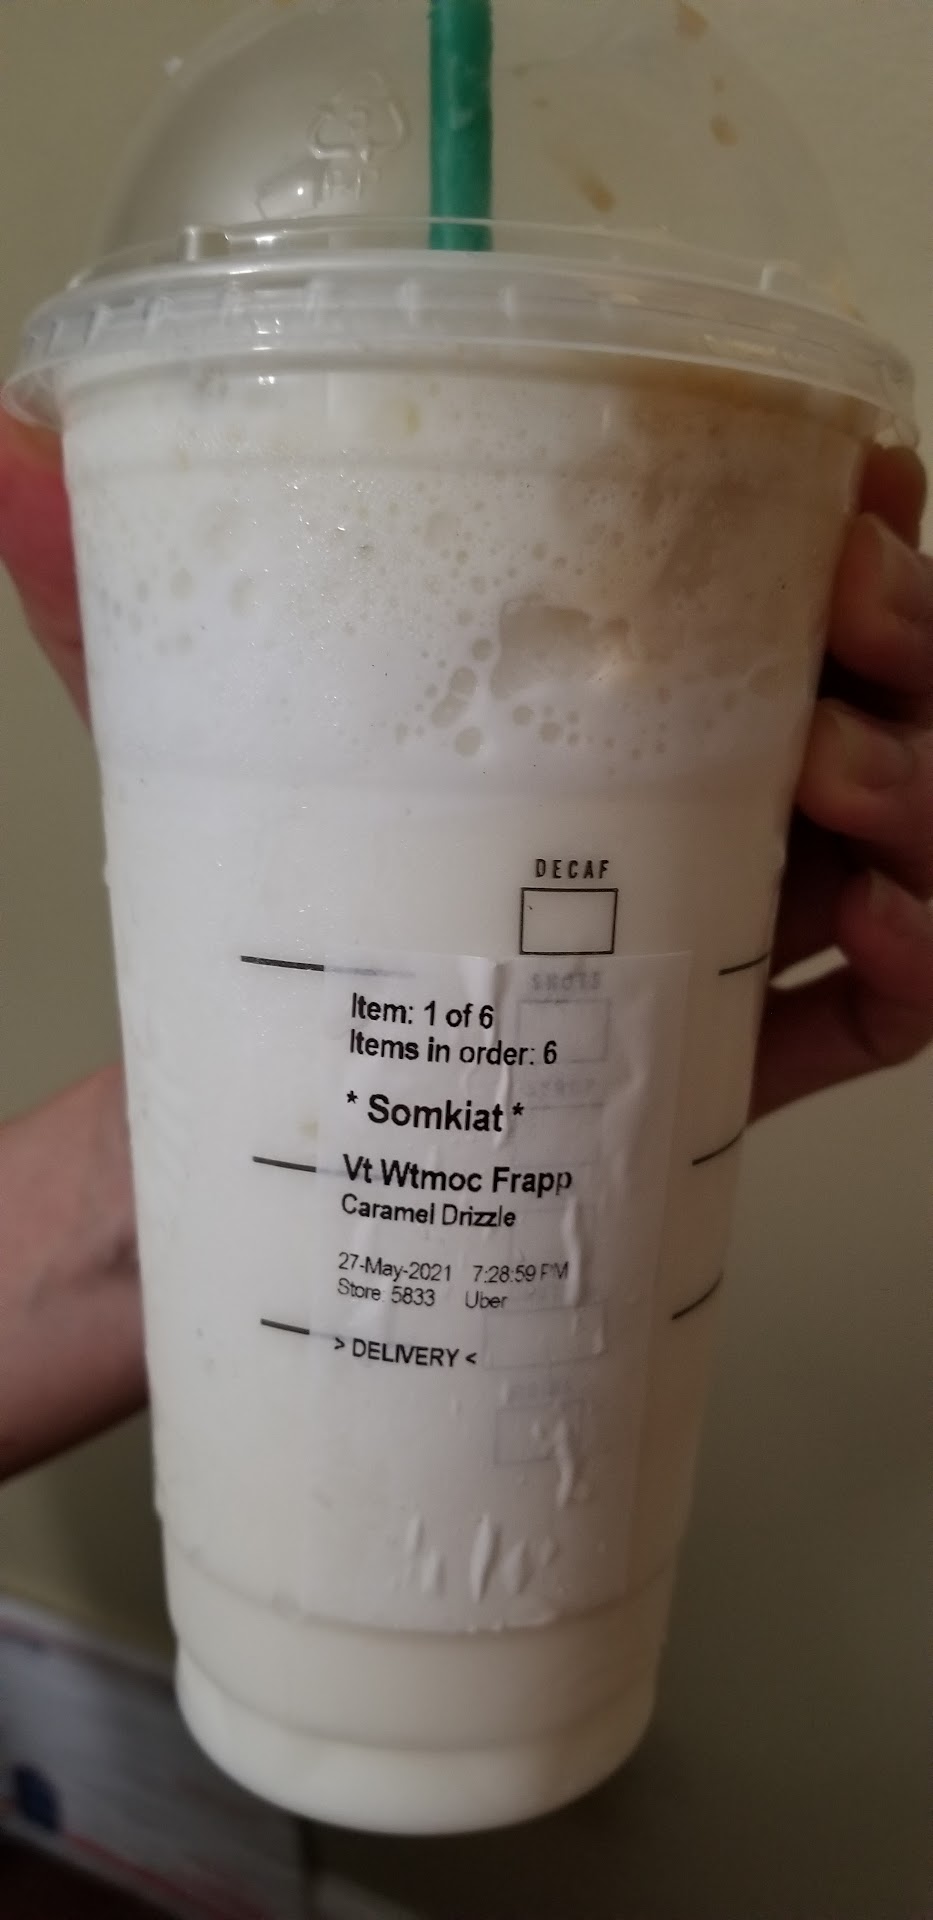 DECAF
SHOTS
Item: 1 of 6
Items in order: 6
* Somkiat *
Vt Wtmoc Frapp
Caramel Drizzle
27-May-2021 7:28:59 PM
Store: 5833 Uber
> DELIVERY <